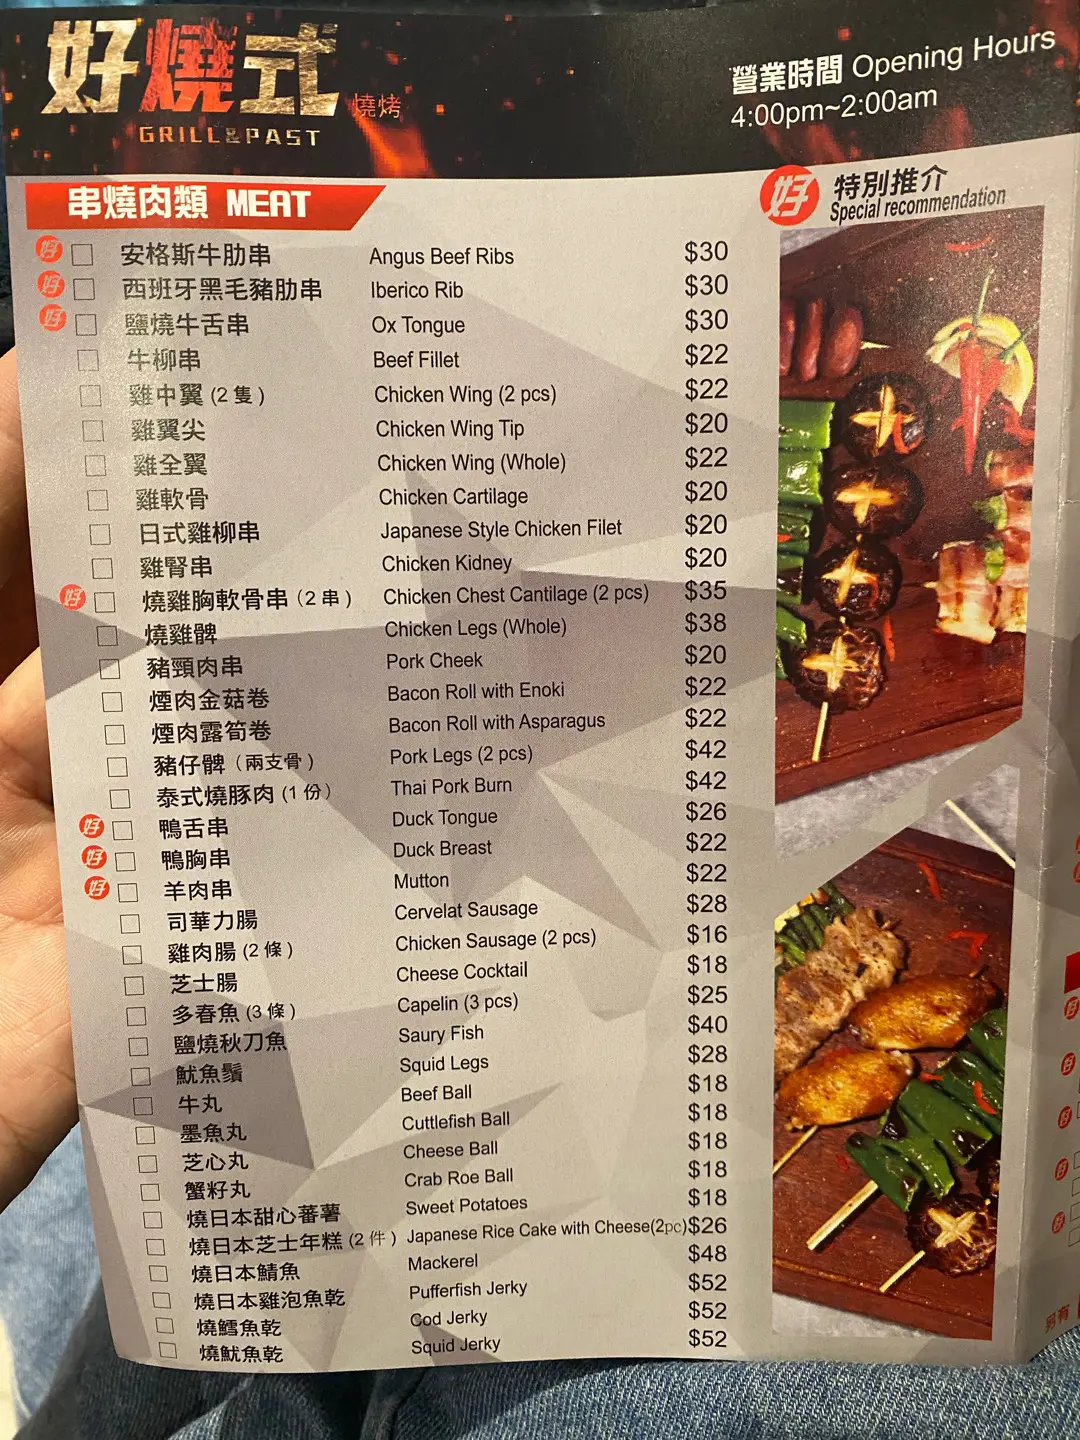 好燒式 燒烤
GRILL&PAST
營業時間 Opening Hours
4:00pm~2:00am
串燒肉類 MEAT
好 特別推介
Special recommendation
好 安格斯牛肋串 Angus Beef Ribs $30
好 西班牙黑毛豬肋串 Iberico Rib $30
好 鹽燒牛舌串 Ox Tongue $30
牛柳串 Beef Fillet $22
雞中翼 (2 隻) Chicken Wing (2 pcs) $22
雞翼尖 Chicken Wing Tip $20
雞全翼 Chicken Wing (Whole) $22
雞軟骨 Chicken Cartilage $20
日式雞柳串 Japanese Style Chicken Filet $20
雞腎串 Chicken Kidney $20
好 燒雞胸軟骨串 (2 串) Chicken Chest Cantilage (2 pcs) $35
燒雞髀 Chicken Legs (Whole) $38
豬頸肉串 Pork Cheek $20
煙肉金菇卷 Bacon Roll with Enoki $22
煙肉露筍卷 Bacon Roll with Asparagus $22
豬仔髀 (兩支骨) Pork Legs (2 pcs) $42
泰式燒豚肉 (1 份) Thai Pork Burn $42
好 鴨舌串 Duck Tongue $26
好 鴨胸串 Duck Breast $22
好 羊肉串 Mutton $22
司華力腸 Cervelat Sausage $28
雞肉腸 (2 條) Chicken Sausage (2 pcs) $16
芝士腸 Cheese Cocktail $18
多春魚 (3 條) Capelin (3 pcs) $25
鹽燒秋刀魚 Saury Fish $40
魷魚鬚 Squid Legs $28
牛丸 Beef Ball $18
墨魚丸 Cuttlefish Ball $18
芝心丸 Cheese Ball $18
蟹籽丸 Crab Roe Ball $18
燒日本甜心蕃薯 Sweet Potatoes $18
燒日本芝士年糕 (2 件) Japanese Rice Cake with Cheese(2pc) $26
燒日本鯖魚 Mackerel $48
燒日本雞泡魚乾 Pufferfish Jerky $52
燒鱈魚乾 Cod Jerky $52
燒魷魚乾 Squid Jerky $52
好
好
好
好
好
另有